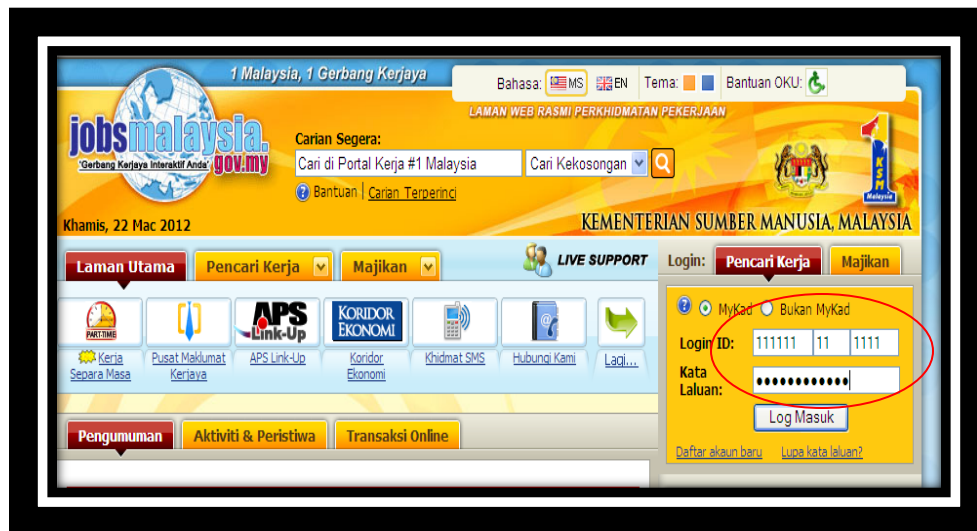 1 Malaysia, 1 Gerbang Kerjaya
Bahasa: MS EN Tema: Bantuan OKU:
LAMAN WEB RASMI PERKHIDMATAN PEKERJAAN
jobsmalaysia.
'Gerbang Kerjaya Interaktif Anda' gov.my
Carian Segera:
Cari di Portal Kerja #1 Malaysia Cari Kekosongan
Bantuan | Carian Terperinci
1
KSM
Malaysia
Khamis, 22 Mac 2012
KEMENTERIAN SUMBER MANUSIA, MALAYSIA
Laman Utama Pencari Kerja Majikan
LIVE SUPPORT
Login: Pencari Kerja Majikan
PART-TIME
APS
Link-Up
KORIDOR
EKONOMI
Kerja
Separa Masa
Pusat Maklumat
Kerjaya
APS Link-Up
Koridor
Ekonomi
Khidmat SMS
Hubungi Kami
Lagi...
MyKad Bukan MyKad
Login ID: 111111 11 1111
Kata
Laluan: ●●●●●●●●●●●●
Log Masuk
Daftar akaun baru Lupa kata laluan?
Pengumuman Aktiviti & Peristiwa Transaksi Online